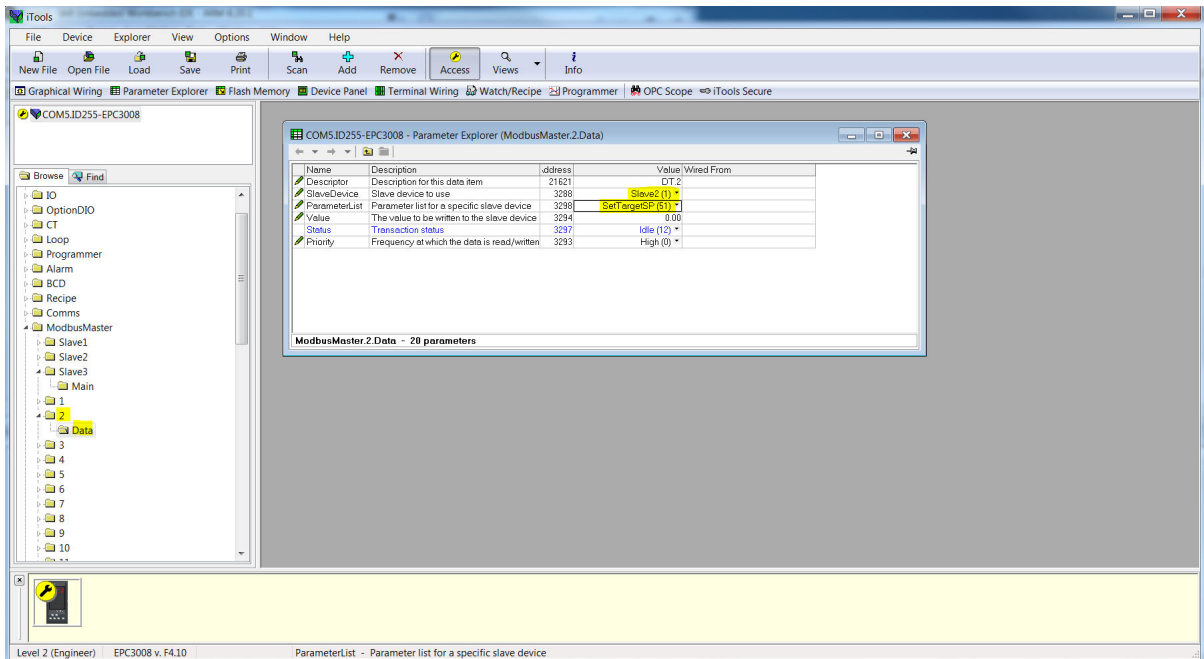 iTools
File Device Explorer View Options Window Help
New File Open File Load Save Print Scan Add Remove Access Views Info
Graphical Wiring Parameter Explorer Flash Memory Device Panel Terminal Wiring Watch/Recipe Programmer OPC Scope iTools Secure
COM5.ID255-EPC3008
Browse Find
IO
OptionDIO
CT
Loop
Programmer
Alarm
BCD
Recipe
Comms
ModbusMaster
Slave1
Slave2
Slave3
Main
1
2
Data
3
4
5
6
7
8
9
10
COM5.ID255-EPC3008 - Parameter Explorer (ModbusMaster.2.Data)
Name Description ddress Value Wired From
Descriptor Description for this data item 21621 DT.2
SlaveDevice Slave device to use 3288 Slave2 (1)
ParameterList Parameter list for a specific slave device 3298 SetTargetSP (51)
Value The value to be written to the slave device 3294 0.00
Status Transaction status 3297 Idle (12)
Priority Frequency at which the data is read/written 3293 High (0)
ModbusMaster.2.Data - 20 parameters
Level 2 (Engineer) EPC3008 v. F4.10 ParameterList - Parameter list for a specific slave device